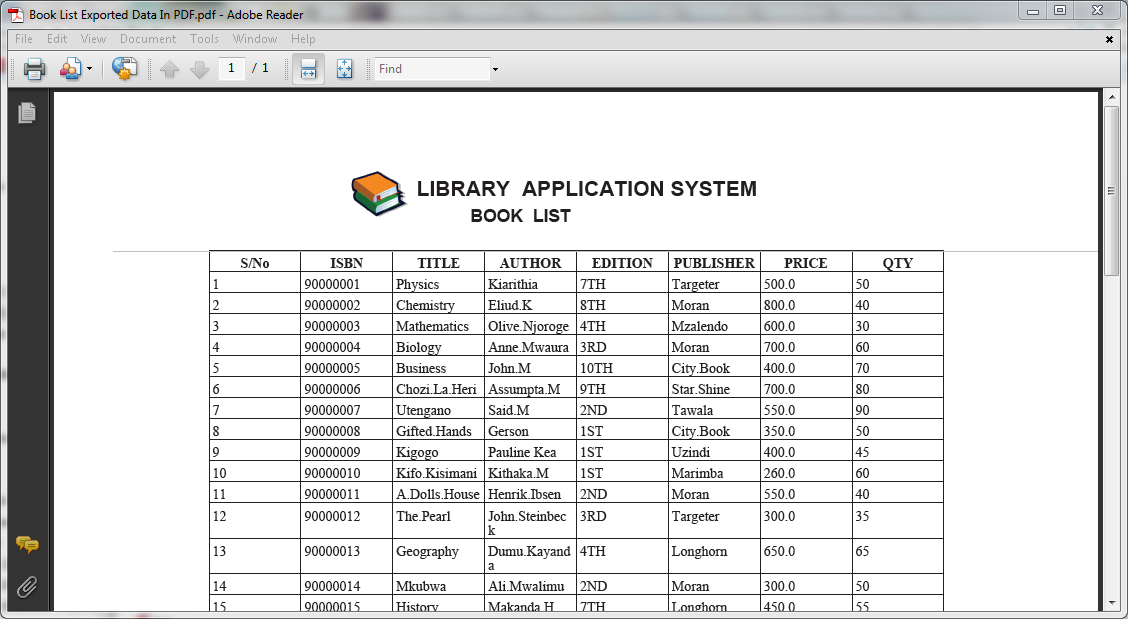 Book List Exported Data In PDF.pdf - Adobe Reader
File Edit View Document Tools Window Help
1 / 1 Find
LIBRARY APPLICATION SYSTEM
BOOK LIST
S/No ISBN TITLE AUTHOR EDITION PUBLISHER PRICE QTY
1 90000001 Physics Kiarithia 7TH Targeter 500.0 50
2 90000002 Chemistry Eliud.K 8TH Moran 800.0 40
3 90000003 Mathematics Olive.Njoroge 4TH Mzalendo 600.0 30
4 90000004 Biology Anne.Mwaura 3RD Moran 700.0 60
5 90000005 Business John.M 10TH City.Book 400.0 70
6 90000006 Chozi.La.Heri Assumpta.M 9TH Star.Shine 700.0 80
7 90000007 Utengano Said.M 2ND Tawala 550.0 90
8 90000008 Gifted.Hands Gerson 1ST City.Book 350.0 50
9 90000009 Kigogo Pauline Kea 1ST Uzindi 400.0 45
10 90000010 Kifo.Kisimani Kithaka.M 1ST Marimba 260.0 60
11 90000011 A.Dolls.House Henrik.Ibsen 2ND Moran 550.0 40
12 90000012 The.Pearl John.Steinbec 3RD Targeter 300.0 35
k
13 90000013 Geography Dumu.Kayand 4TH Longhorn 650.0 65
a
14 90000014 Mkubwa Ali.Mwalimu 2ND Moran 300.0 50
15 90000015 History Makanda.H 7TH Longhorn 450.0 55